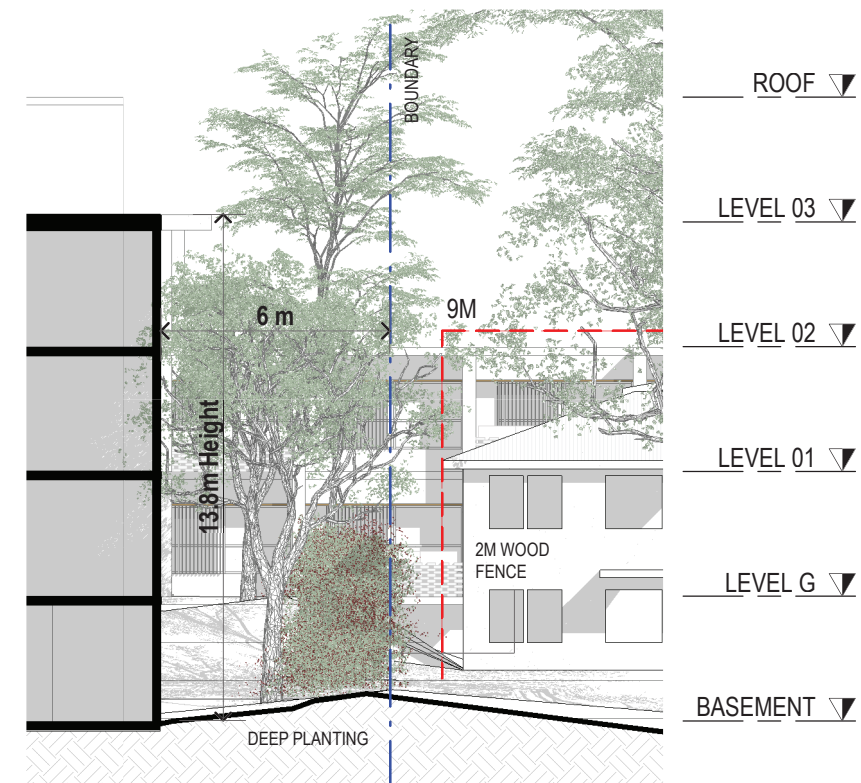 BOUNDARY
ROOF
LEVEL 03
9M
6 m
LEVEL 02
13.8m Height
LEVEL 01
2M WOOD
FENCE
LEVEL G
BASEMENT
DEEP PLANTING